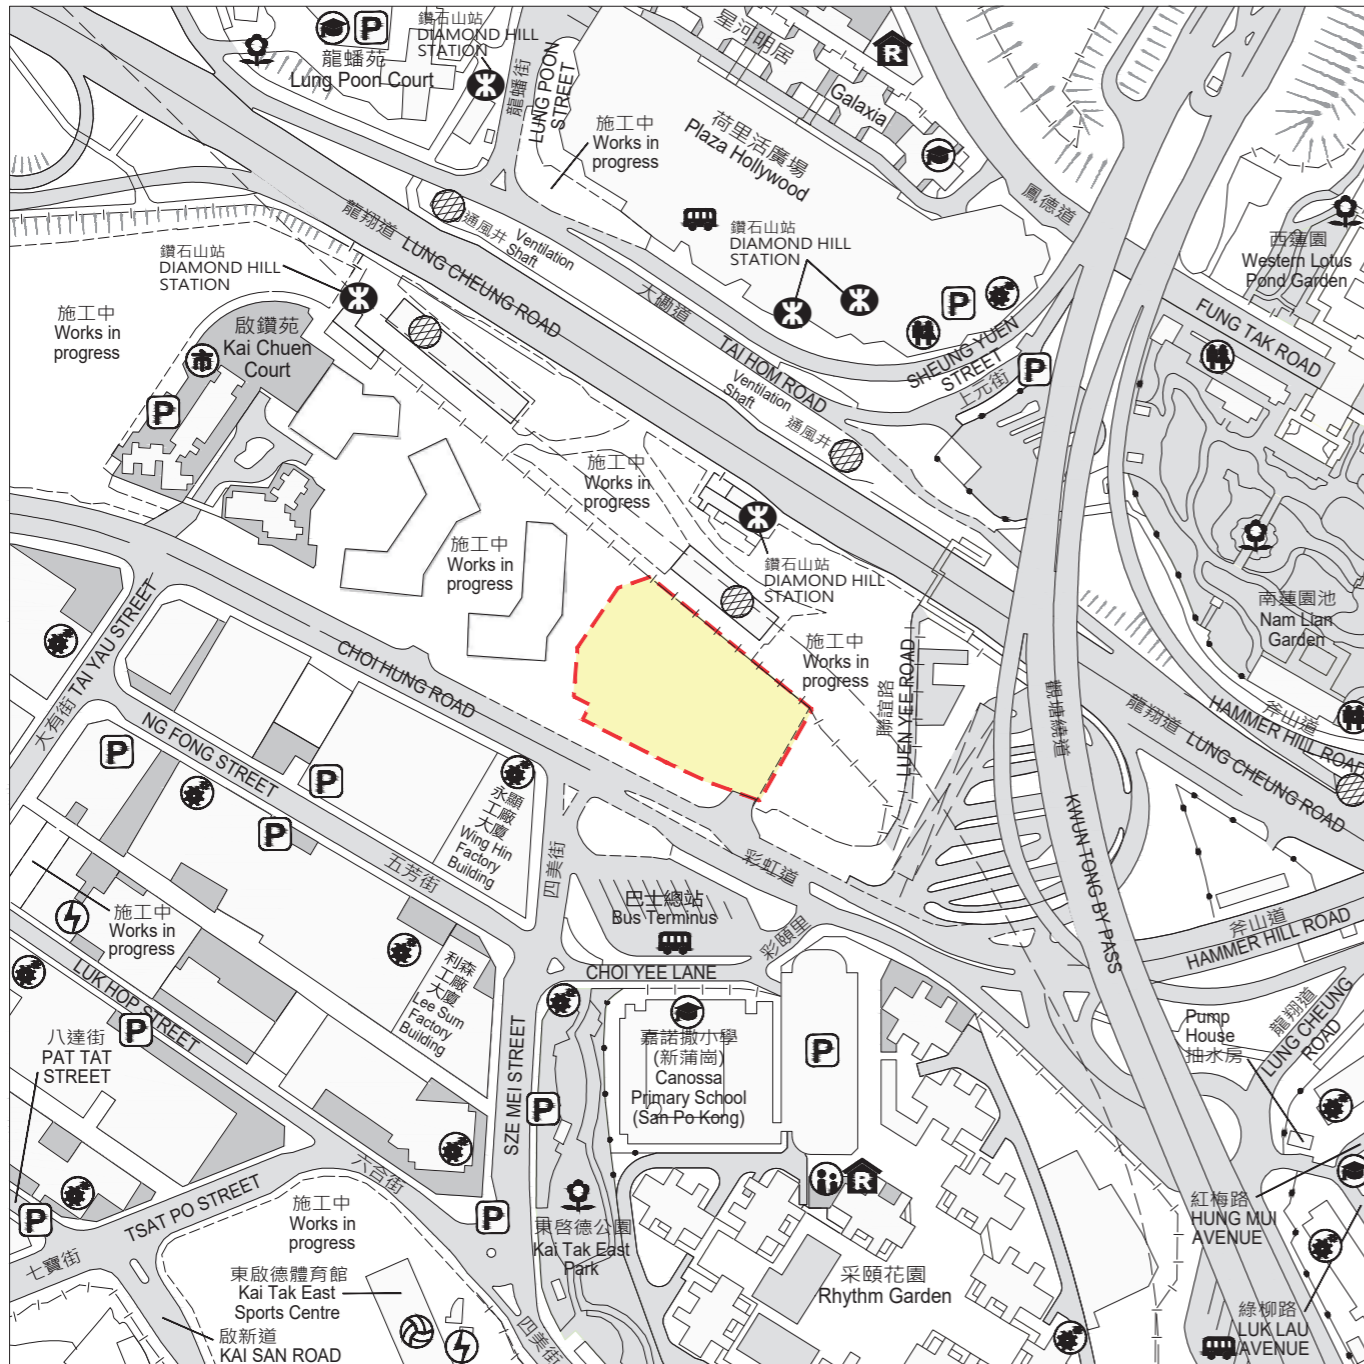 龍蟠苑
Lung Poon Court
P
鑽石山站
DIAMOND HILL
STATION
龍蟠街
LUNG POON
STREET
星河明居
Galaxia
R
荷里活廣場
Plaza Hollywood
施工中
Works in
progress
鳳德道
FUNG TAK ROAD
西蓮園
Western Lotus
Pond Garden
龍翔道
LUNG CHEUNG ROAD
通風井
Ventilation
Shaft
大磡道
TAI HOM ROAD
鑽石山站
DIAMOND HILL
STATION
鑽石山站
DIAMOND HILL
STATION
P
SHEUNG YUEN
STREET
上元街
P
施工中
Works in
progress
啟鑽苑
Kai Chuen
Court
市
P
Ventilation
Shaft
通風井
施工中
Works in
progress
施工中
Works in
progress
鑽石山站
DIAMOND HILL
STATION
南蓮園池
Nam Lian
Garden
施工中
Works in
progress
聯誼路
LUEN YEE ROAD
觀塘繞道
KWUN TONG BY-PASS
龍翔道
LUNG CHEUNG ROAD
斧山道
HAMMER HILL ROAD
大有街
TAI YAU STREET
CHOI HUNG ROAD
彩虹道
NG FONG STREET
五芳街
P
P
P
永顯
工廠
大廈
Wing Hin
Factory
Building
四美街
巴士總站
Bus Terminus
彩頤里
CHOI YEE LANE
斧山道
HAMMER HILL ROAD
施工中
Works in
progress
利森
工廠
大廈
Lee Sum
Factory
Building
LUK HOP STREET
六合街
P
八達街
PAT TAT
STREET
P
SZE MEI STREET
P
嘉諾撒小學
(新蒲崗)
Canossa
Primary School
(San Po Kong)
P
Pump
House
抽水房
龍翔道
LUNG CHEUNG
ROAD
TSAT PO STREET
七寶街
施工中
Works in
progress
P
東啓德公園
Kai Tak East
Park
R
紅梅路
HUNG MUI
AVENUE
東啟德體育館
Kai Tak East
Sports Centre
啟新道
KAI SAN ROAD
四美街
采頤花園
Rhythm Garden
綠柳路
LUK LAU
AVENUE